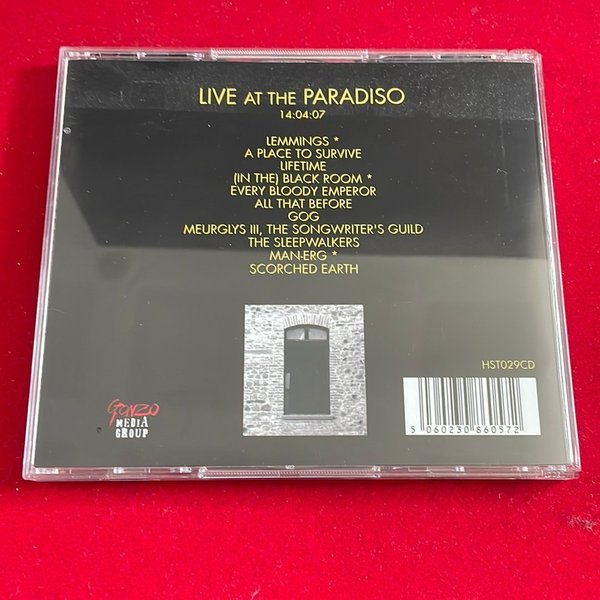 LIVE AT THE PARADISO
14:04:07
LEMMINGS *
A PLACE TO SURVIVE
LIFETIME
(IN THE) BLACK ROOM *
EVERY BLOODY EMPEROR
ALL THAT BEFORE
GOG
MEURGLYS III, THE SONGWRITER'S GUILD
THE SLEEPWALKERS
MAN-ERG *
SCORCHED EARTH
HST029CD
GONZO
MEDIA
GROUP
5 060230 860572